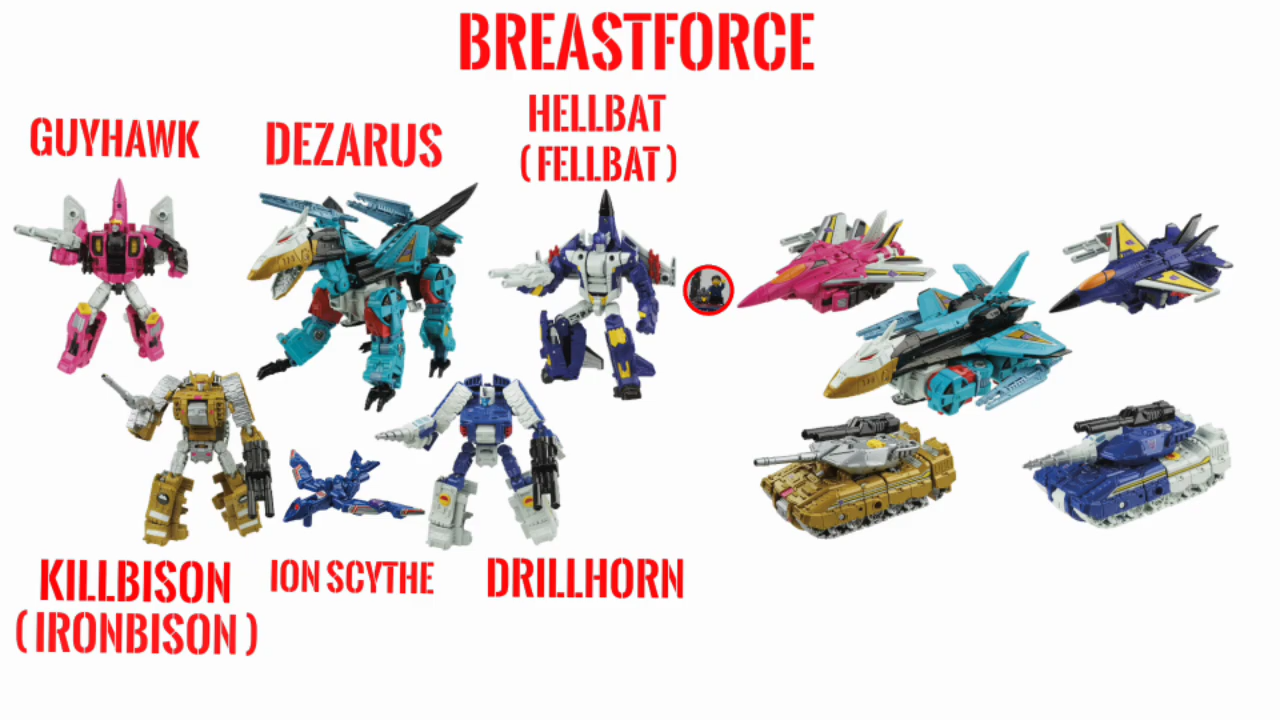 BREASTFORCE
GUYHAWK
DEZARUS
HELLBAT
( FELLBAT )
KILLBISON
( IRONBISON )
ION SCYTHE
DRILLHORN